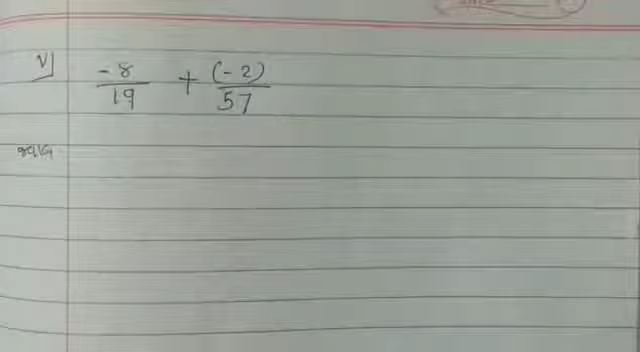 v] -8/19 + (-2)/57